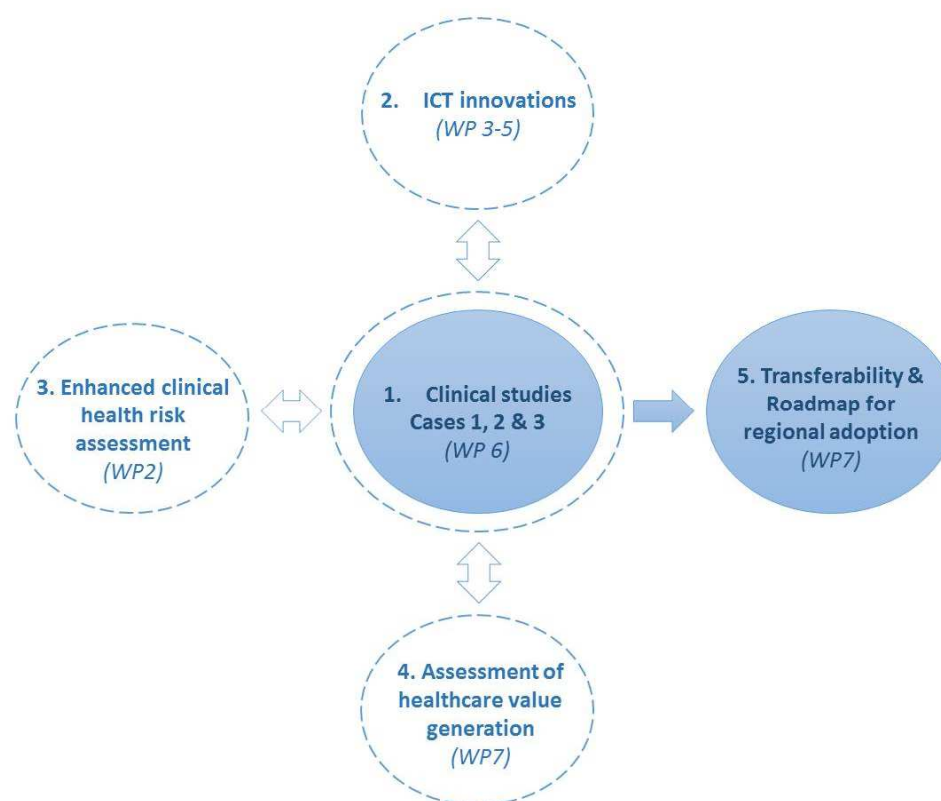 2. ICT innovations
(WP 3-5)
3. Enhanced clinical
health risk
assessment
(WP2)
1. Clinical studies
Cases 1, 2 & 3
(WP 6)
5. Transferability &
Roadmap for
regional adoption
(WP7)
4. Assessment of
healthcare value
generation
(WP7)